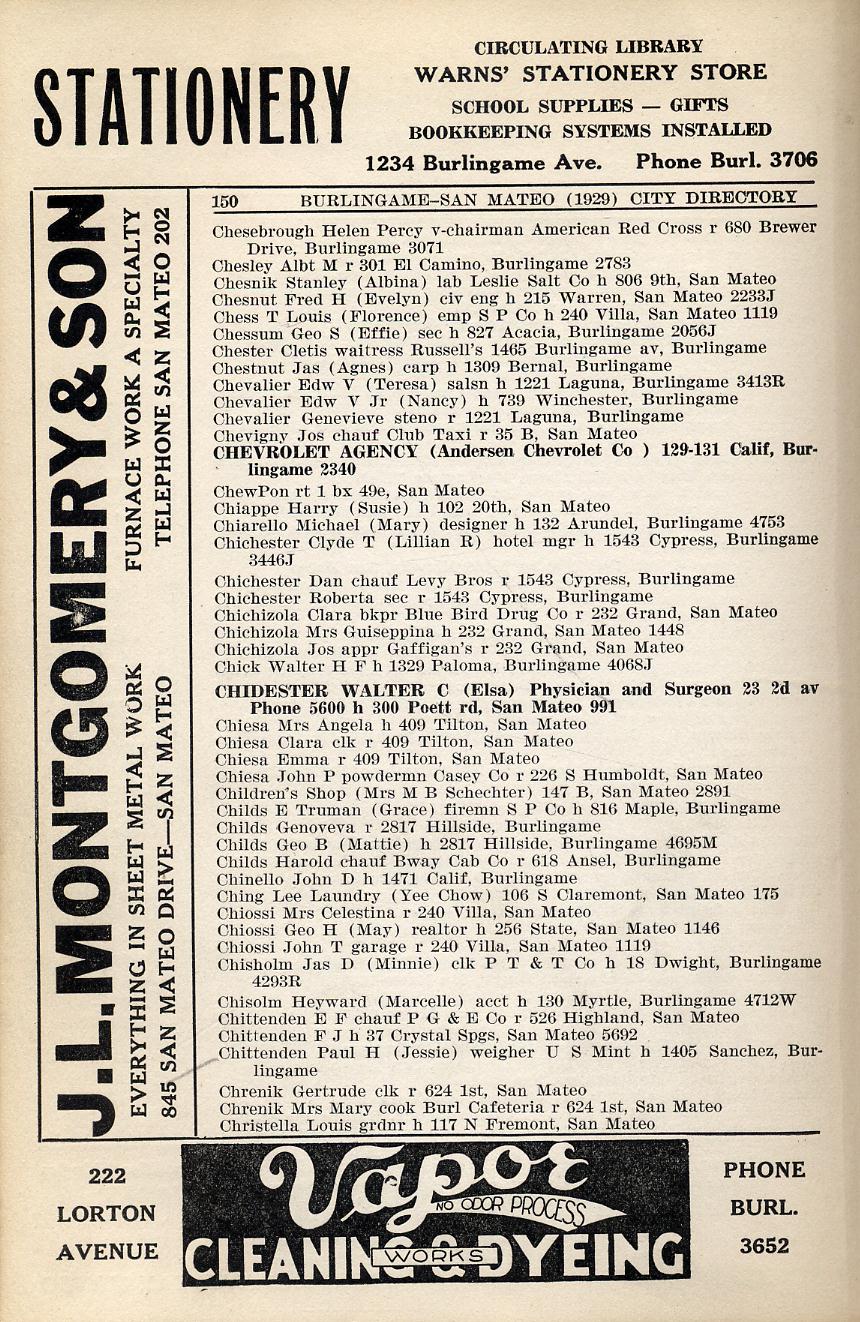 STATIONERY
CIRCULATING LIBRARY
WARNS' STATIONERY STORE
SCHOOL SUPPLIES — GIFTS
BOOKKEEPING SYSTEMS INSTALLED
1234 Burlingame Ave. Phone Burl. 3706
J. L. MONTGOMERY & SON
EVERYTHING IN SHEET METAL WORK FURNACE WORK A SPECIALTY
845 SAN MATEO DRIVE—SAN MATEO TELEPHONE SAN MATEO 202
150 BURLINGAME-SAN MATEO (1929) CITY DIRECTORY
Chesebrough Helen Percy v-chairman American Red Cross r 680 Brewer
Drive, Burlingame 3071
Chesley Albt M r 301 El Camino, Burlingame 2783
Chesnik Stanley (Albina) lab Leslie Salt Co h 806 9th, San Mateo
Chesnut Fred H (Evelyn) civ eng h 215 Warren, San Mateo 2233J
Chess T Louis (Florence) emp S P Co h 240 Villa, San Mateo 1119
Chessum Geo S (Effie) sec h 827 Acacia, Burlingame 2056J
Chester Cletis waitress Russell's 1465 Burlingame av, Burlingame
Chestnut Jas (Agnes) carp h 1309 Bernal, Burlingame
Chevalier Edw V (Teresa) salsn h 1221 Laguna, Burlingame 3413R
Chevalier Edw V Jr (Nancy) h 739 Winchester, Burlingame
Chevalier Genevieve steno r 1221 Laguna, Burlingame
Chevigny Jos chauf Club Taxi r 35 B, San Mateo
CHEVROLET AGENCY (Andersen Chevrolet Co ) 129-131 Calif, Bur-
lingame 2340
ChewPon rt 1 bx 49e, San Mateo
Chiappe Harry (Susie) h 102 20th, San Mateo
Chiarello Michael (Mary) designer h 132 Arundel, Burlingame 4753
Chichester Clyde T (Lillian R) hotel mgr h 1543 Cypress, Burlingame
3446J
Chichester Dan chauf Levy Bros r 1543 Cypress, Burlingame
Chichester Roberta sec r 1543 Cypress, Burlingame
Chichizola Clara bkpr Blue Bird Drug Co r 232 Grand, San Mateo
Chichizola Mrs Guiseppina h 232 Grand, San Mateo 1448
Chichizola Jos appr Gaffigan's r 232 Grand, San Mateo
Chick Walter H F h 1329 Paloma, Burlingame 4068J
CHIDESTER WALTER C (Elsa) Physician and Surgeon 23 2d av
Phone 5600 h 300 Poett rd, San Mateo 991
Chiesa Mrs Angela h 409 Tilton, San Mateo
Chiesa Clara clk r 409 Tilton, San Mateo
Chiesa Emma r 409 Tilton, San Mateo
Chiesa John P powdermn Casey Co r 226 S Humboldt, San Mateo
Children's Shop (Mrs M B Schechter) 147 B, San Mateo 2891
Childs E Truman (Grace) firemn S P Co h 816 Maple, Burlingame
Childs Genoveva r 2817 Hillside, Burlingame
Childs Geo B (Mattie) h 2817 Hillside, Burlingame 4695M
Childs Harold chauf Bway Cab Co r 618 Ansel, Burlingame
Chinello John D h 1471 Calif, Burlingame
Ching Lee Laundry (Yee Chow) 106 S Claremont, San Mateo 175
Chiossi Mrs Celestina r 240 Villa, San Mateo
Chiossi Geo H (May) realtor h 256 State, San Mateo 1146
Chiossi John T garage r 240 Villa, San Mateo 1119
Chisholm Jas D (Minnie) clk P T & T Co h 18 Dwight, Burlingame
4293R
Chisolm Heyward (Marcelle) acct h 130 Myrtle, Burlingame 4712W
Chittenden E F chauf P G & E Co r 526 Highland, San Mateo
Chittenden F J h 37 Crystal Spgs, San Mateo 5692
Chittenden Paul H (Jessie) weigher U S Mint h 1405 Sanchez, Bur-
lingame
Chrenik Gertrude clk r 624 1st, San Mateo
Chrenik Mrs Mary cook Burl Cafeteria r 624 1st, San Mateo
Christella Louis grdnr h 117 N Fremont, San Mateo
222
LORTON
AVENUE
Vapor
NO ODOR PROCESS
CLEANING & DYEING
WORKS
PHONE
BURL.
3652